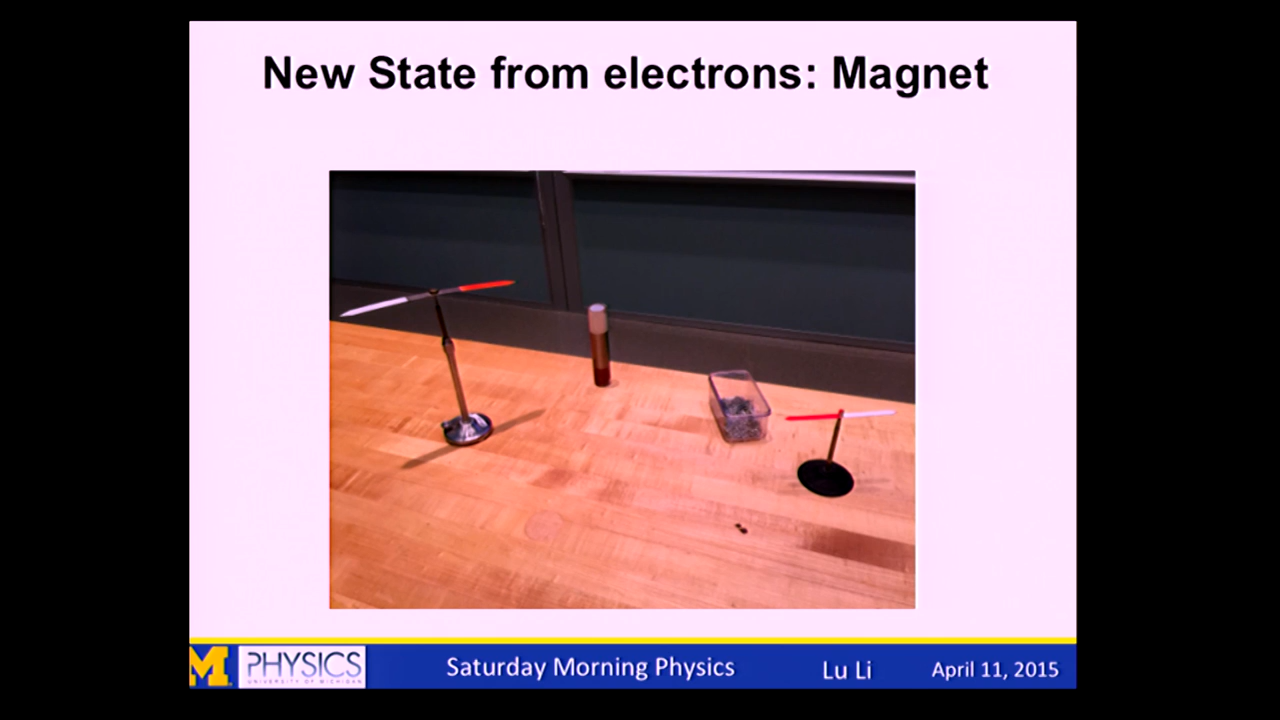 New State from electrons: Magnet
M PHYSICS
UNIVERSITY OF MICHIGAN
Saturday Morning Physics
Lu Li
April 11, 2015